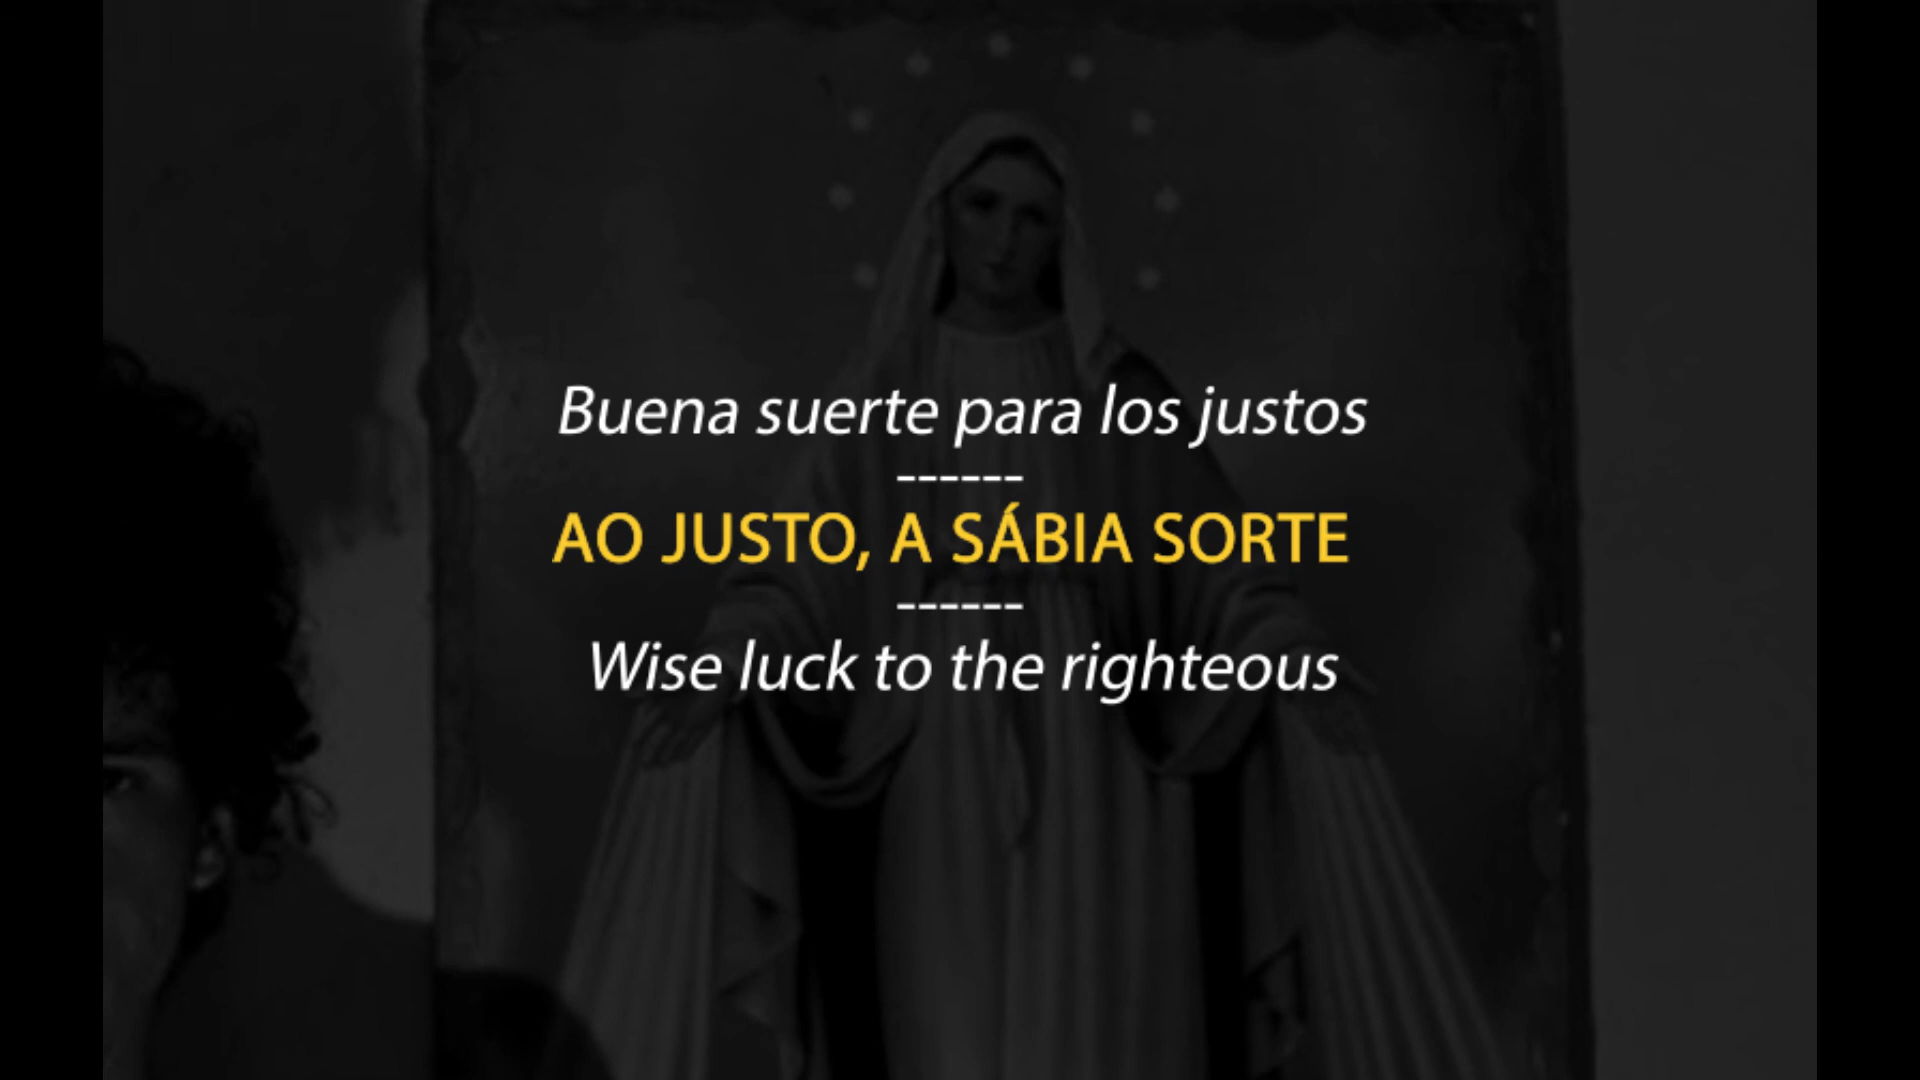 Buena suerte para los justos
------
AO JUSTO, A SÁBIA SORTE
------
Wise luck to the righteous